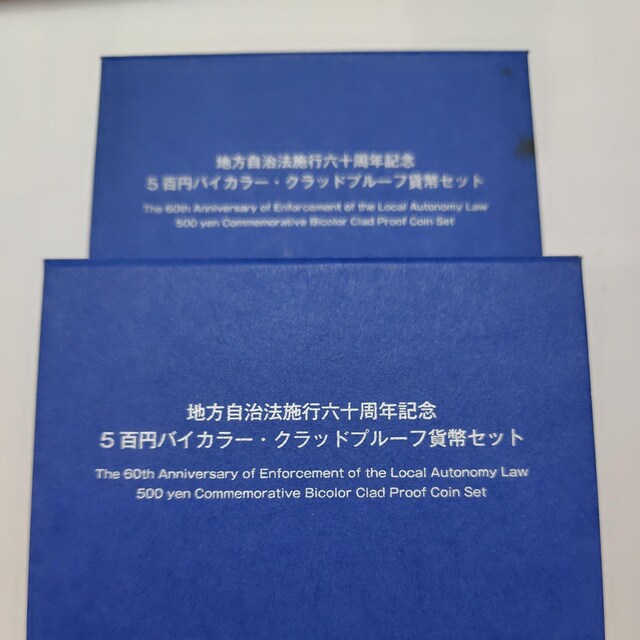 地方自治法施行六十周年記念
5百円バイカラー・クラッドプルーフ貨幣セット
The 60th Anniversary of Enforcement of the Local Autonomy Law
500 yen Commemorative Bicolor Clad Proof Coin Set
地方自治法施行六十周年記念
5百円バイカラー・クラッドプルーフ貨幣セット
The 60th Anniversary of Enforcement of the Local Autonomy Law
500 yen Commemorative Bicolor Clad Proof Coin Set